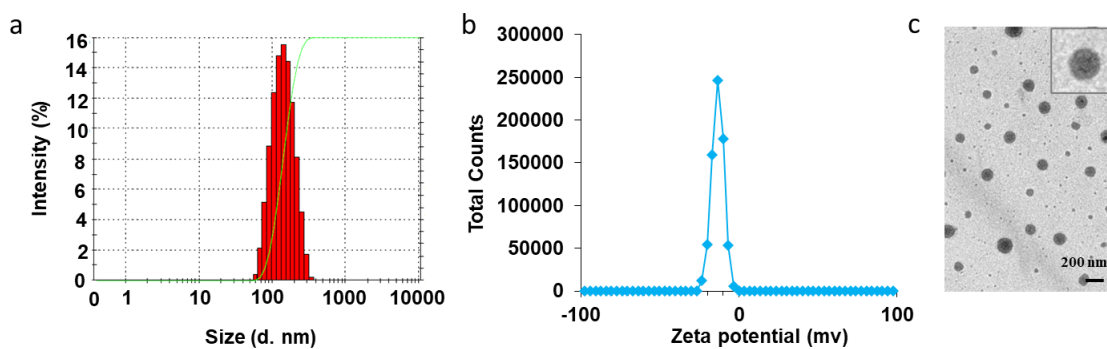 a
16
14
12
10
8
6
4
2
0
Intensity (%)
0 1 10 100 1000 10000
Size (d. nm)
b
300000
250000
200000
150000
100000
50000
0
Total Counts
-100 0 100
Zeta potential (mv)
c
200 nm